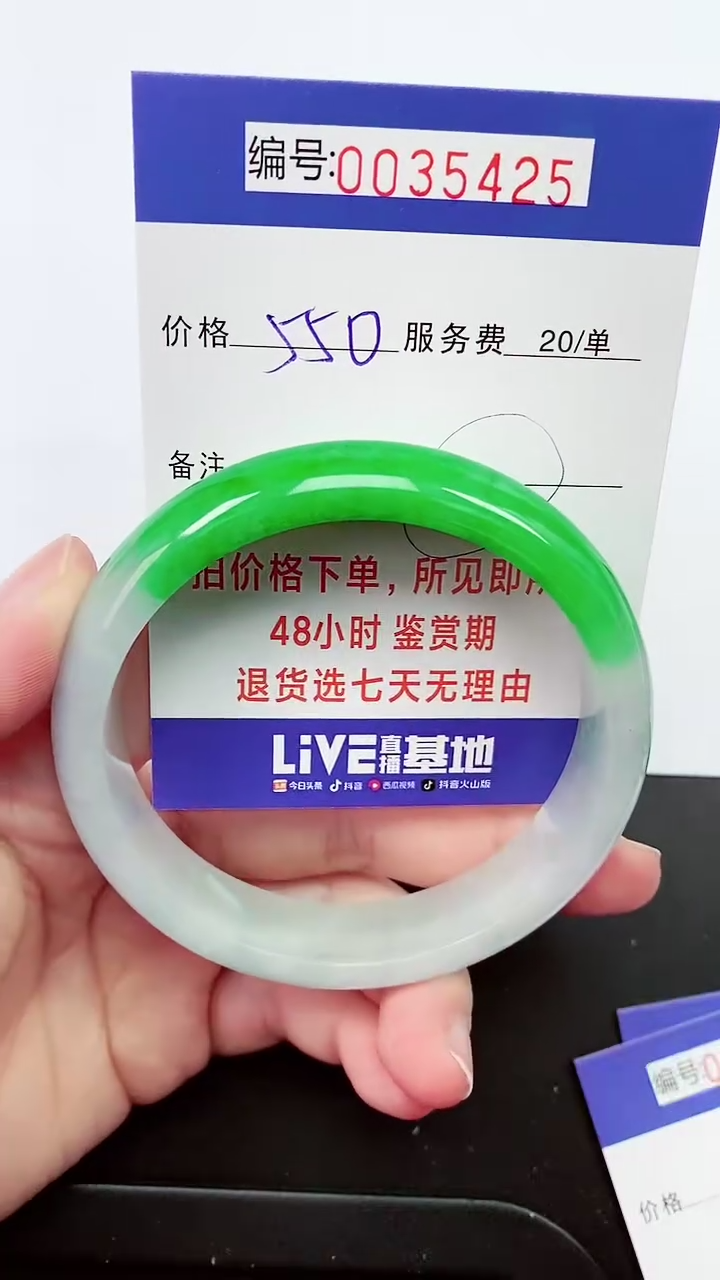 编号:0035425
价格 550 服务费 20/单
备注
价格下单,所见即
48小时 鉴赏期
退货选七天无理由
LiVE直播基地
今日头条 抖音 西瓜视频 抖音火山版
编号:0
价格